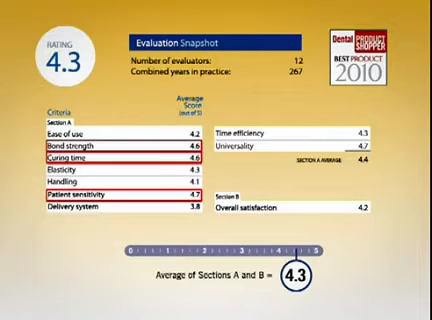 RATING
4.3
Evaluation Snapshot
Number of evaluators: 12
Combined years in practice: 267
Dental PRODUCT SHOPPER
BEST PRODUCT
2010
Criteria
Average Score (out of 5)
Section A
Ease of use 4.2
Bond strength 4.6
Curing time 4.6
Elasticity 4.3
Handling 4.1
Patient sensitivity 4.7
Delivery system 3.8
Time efficiency 4.3
Universality 4.7
SECTION A AVERAGE 4.4
Section B
Overall satisfaction 4.2
0 1 2 3 4 5
Average of Sections A and B = 4.3